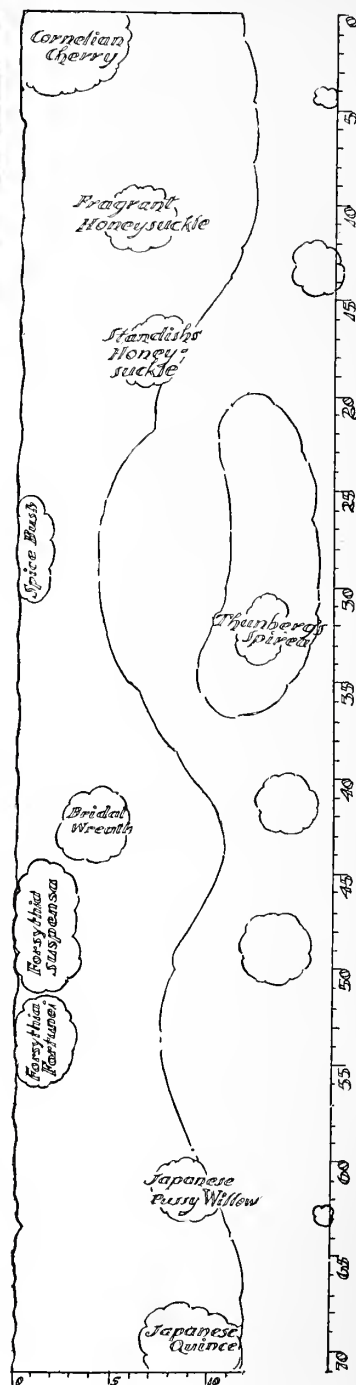 Cornelian
Cherry
Fragrant
Honeysuckle
Standish's
Honey-
suckle
Spice Bush
Thunberg's
Spirea
Bridal
Wreath
Forsythia
suspensa
Forsythia
Fortunei
Japanese
Pussy Willow
Japanese
Quince
0
5
10
15
20
25
30
35
40
45
50
55
60
65
70
0
5
10